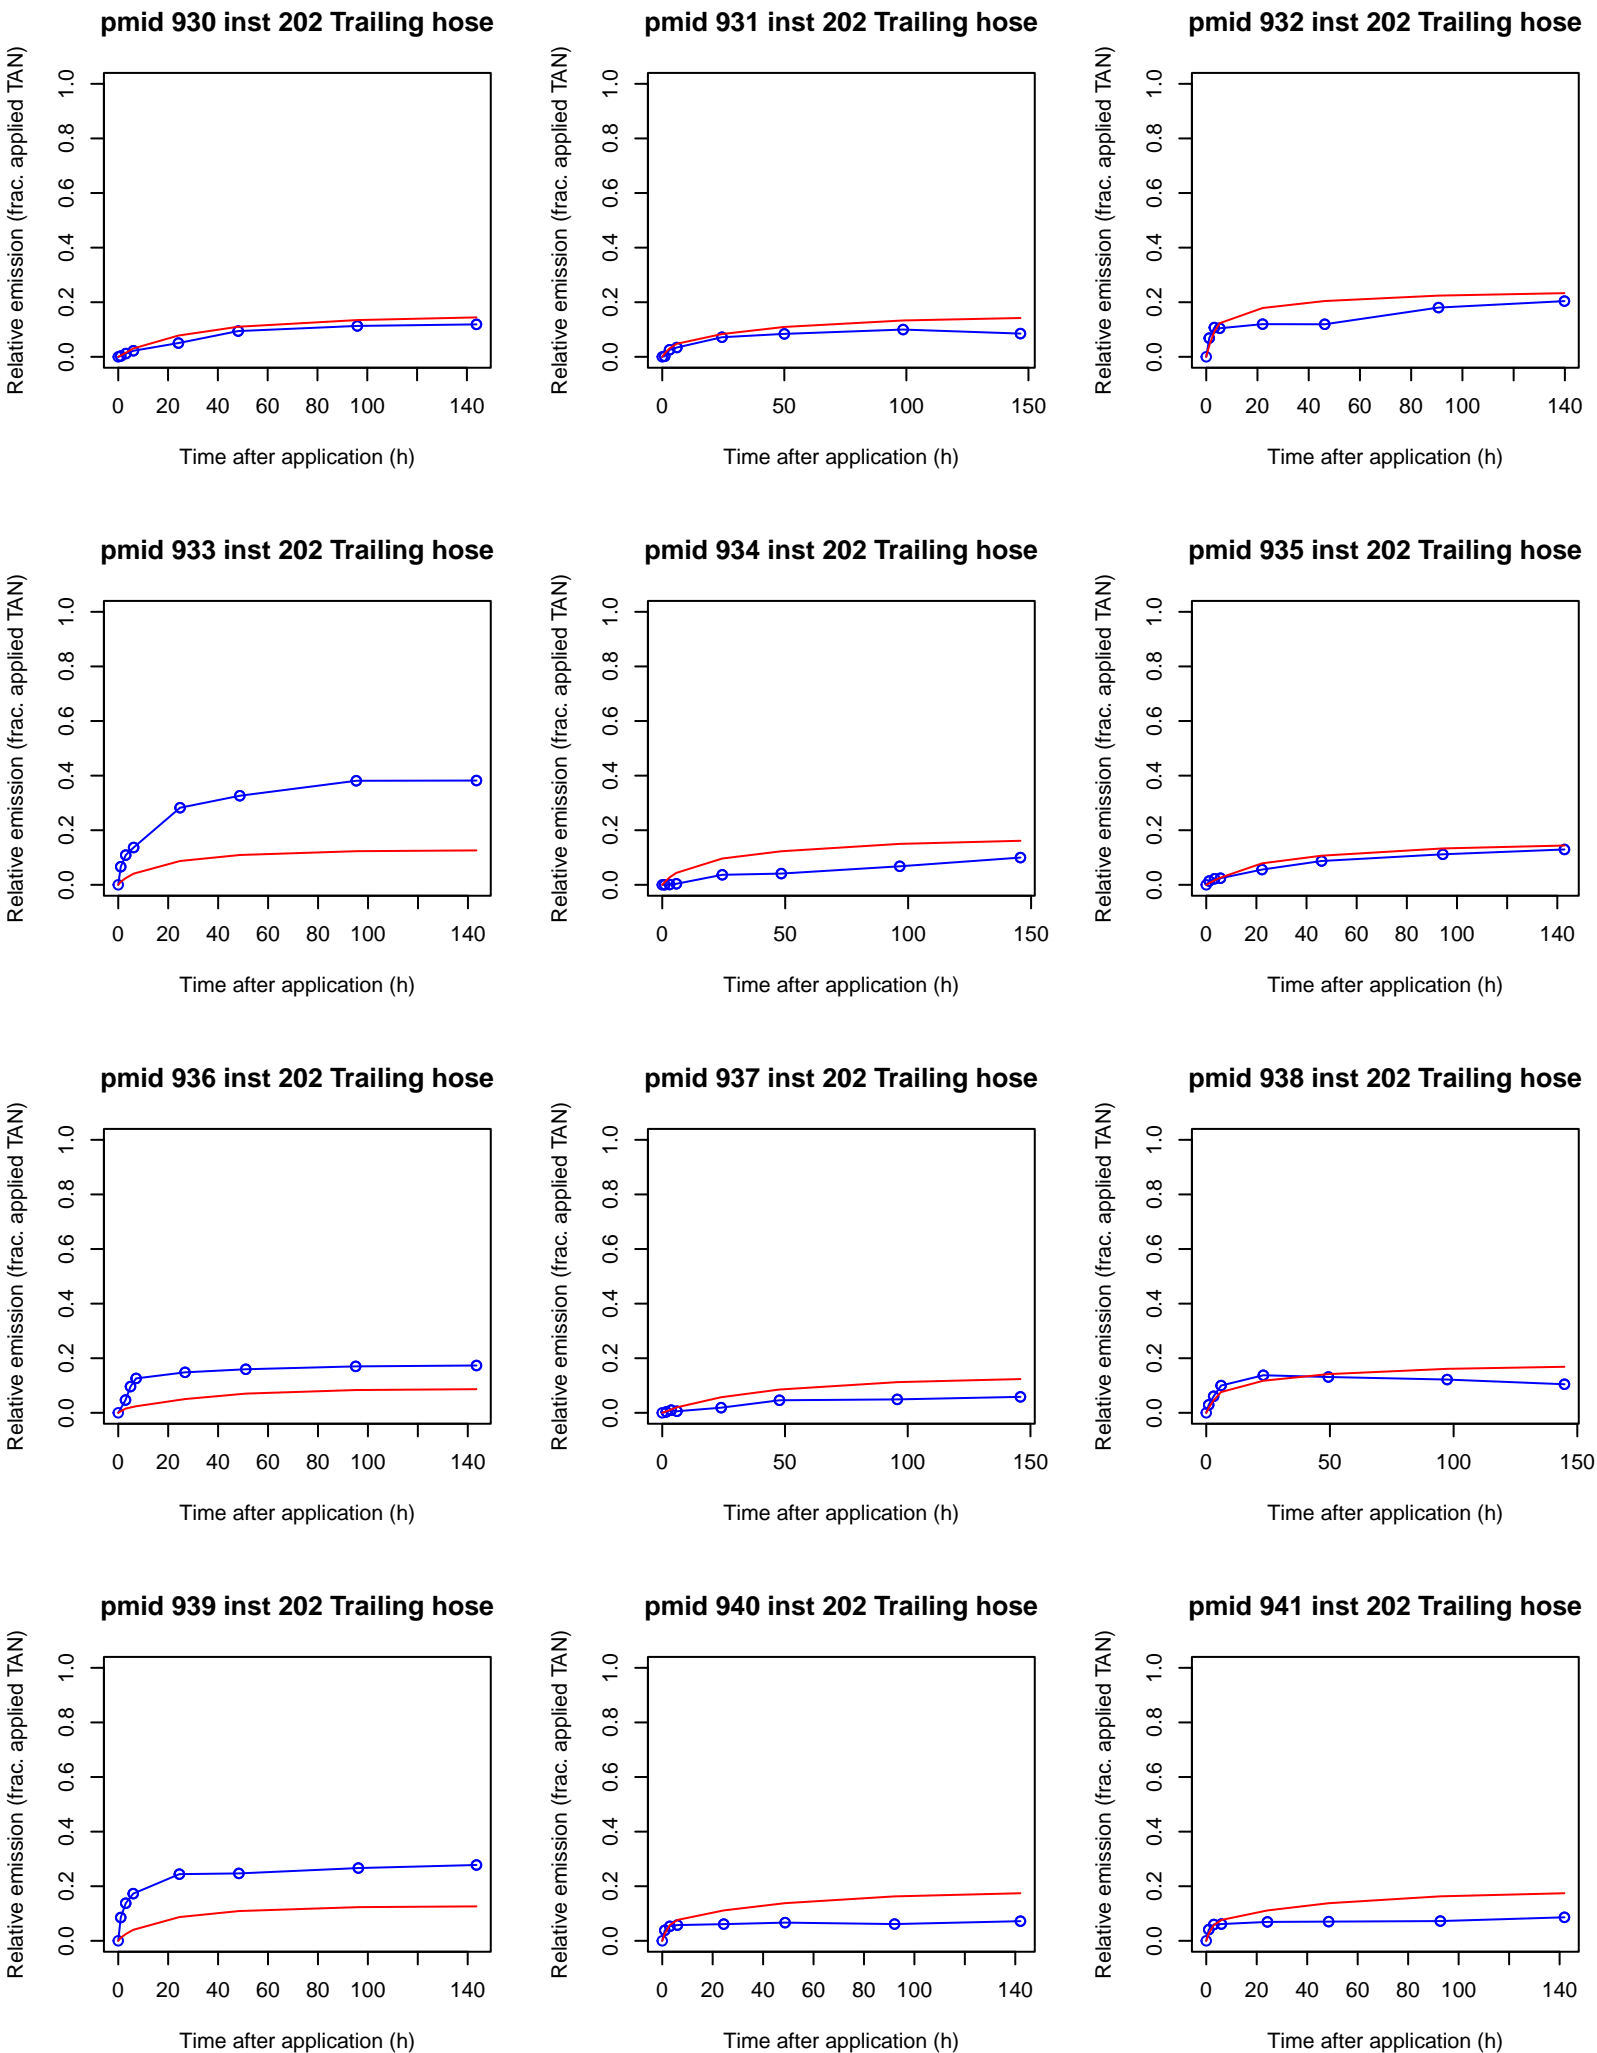 pmid 930 inst 202 Trailing hose
Relative emission (frac. applied TAN)
0.0 0.2 0.4 0.6 0.8 1.0
0 20 40 60 80 100 140
Time after application (h)
pmid 931 inst 202 Trailing hose
Relative emission (frac. applied TAN)
0.0 0.2 0.4 0.6 0.8 1.0
0 50 100 150
Time after application (h)
pmid 932 inst 202 Trailing hose
Relative emission (frac. applied TAN)
0.0 0.2 0.4 0.6 0.8 1.0
0 20 40 60 80 100 140
Time after application (h)
pmid 933 inst 202 Trailing hose
Relative emission (frac. applied TAN)
0.0 0.2 0.4 0.6 0.8 1.0
0 20 40 60 80 100 140
Time after application (h)
pmid 934 inst 202 Trailing hose
Relative emission (frac. applied TAN)
0.0 0.2 0.4 0.6 0.8 1.0
0 50 100 150
Time after application (h)
pmid 935 inst 202 Trailing hose
Relative emission (frac. applied TAN)
0.0 0.2 0.4 0.6 0.8 1.0
0 20 40 60 80 100 140
Time after application (h)
pmid 936 inst 202 Trailing hose
Relative emission (frac. applied TAN)
0.0 0.2 0.4 0.6 0.8 1.0
0 20 40 60 80 100 140
Time after application (h)
pmid 937 inst 202 Trailing hose
Relative emission (frac. applied TAN)
0.0 0.2 0.4 0.6 0.8 1.0
0 50 100 150
Time after application (h)
pmid 938 inst 202 Trailing hose
Relative emission (frac. applied TAN)
0.0 0.2 0.4 0.6 0.8 1.0
0 50 100 150
Time after application (h)
pmid 939 inst 202 Trailing hose
Relative emission (frac. applied TAN)
0.0 0.2 0.4 0.6 0.8 1.0
0 20 40 60 80 100 140
Time after application (h)
pmid 940 inst 202 Trailing hose
Relative emission (frac. applied TAN)
0.0 0.2 0.4 0.6 0.8 1.0
0 20 40 60 80 100 140
Time after application (h)
pmid 941 inst 202 Trailing hose
Relative emission (frac. applied TAN)
0.0 0.2 0.4 0.6 0.8 1.0
0 20 40 60 80 100 140
Time after application (h)